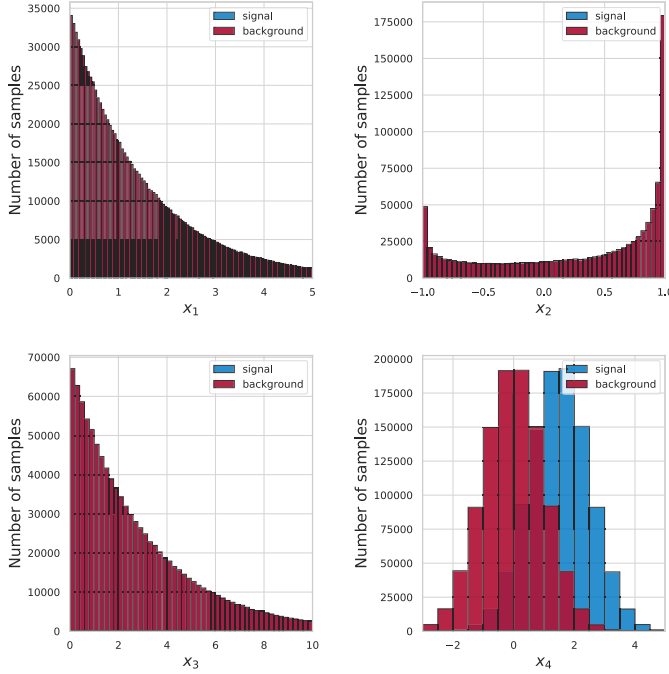 35000
30000
25000
20000
15000
10000
5000
0
Number of samples
signal
background
0 1 2 3 4 5
x1
175000
150000
125000
100000
75000
50000
25000
0
Number of samples
signal
background
−1.0 −0.5 0.0 0.5 1.0
x2
70000
60000
50000
40000
30000
20000
10000
0
Number of samples
signal
background
0 2 4 6 8 10
x3
200000
175000
150000
125000
100000
75000
50000
25000
0
Number of samples
signal
background
−2 0 2 4
x4